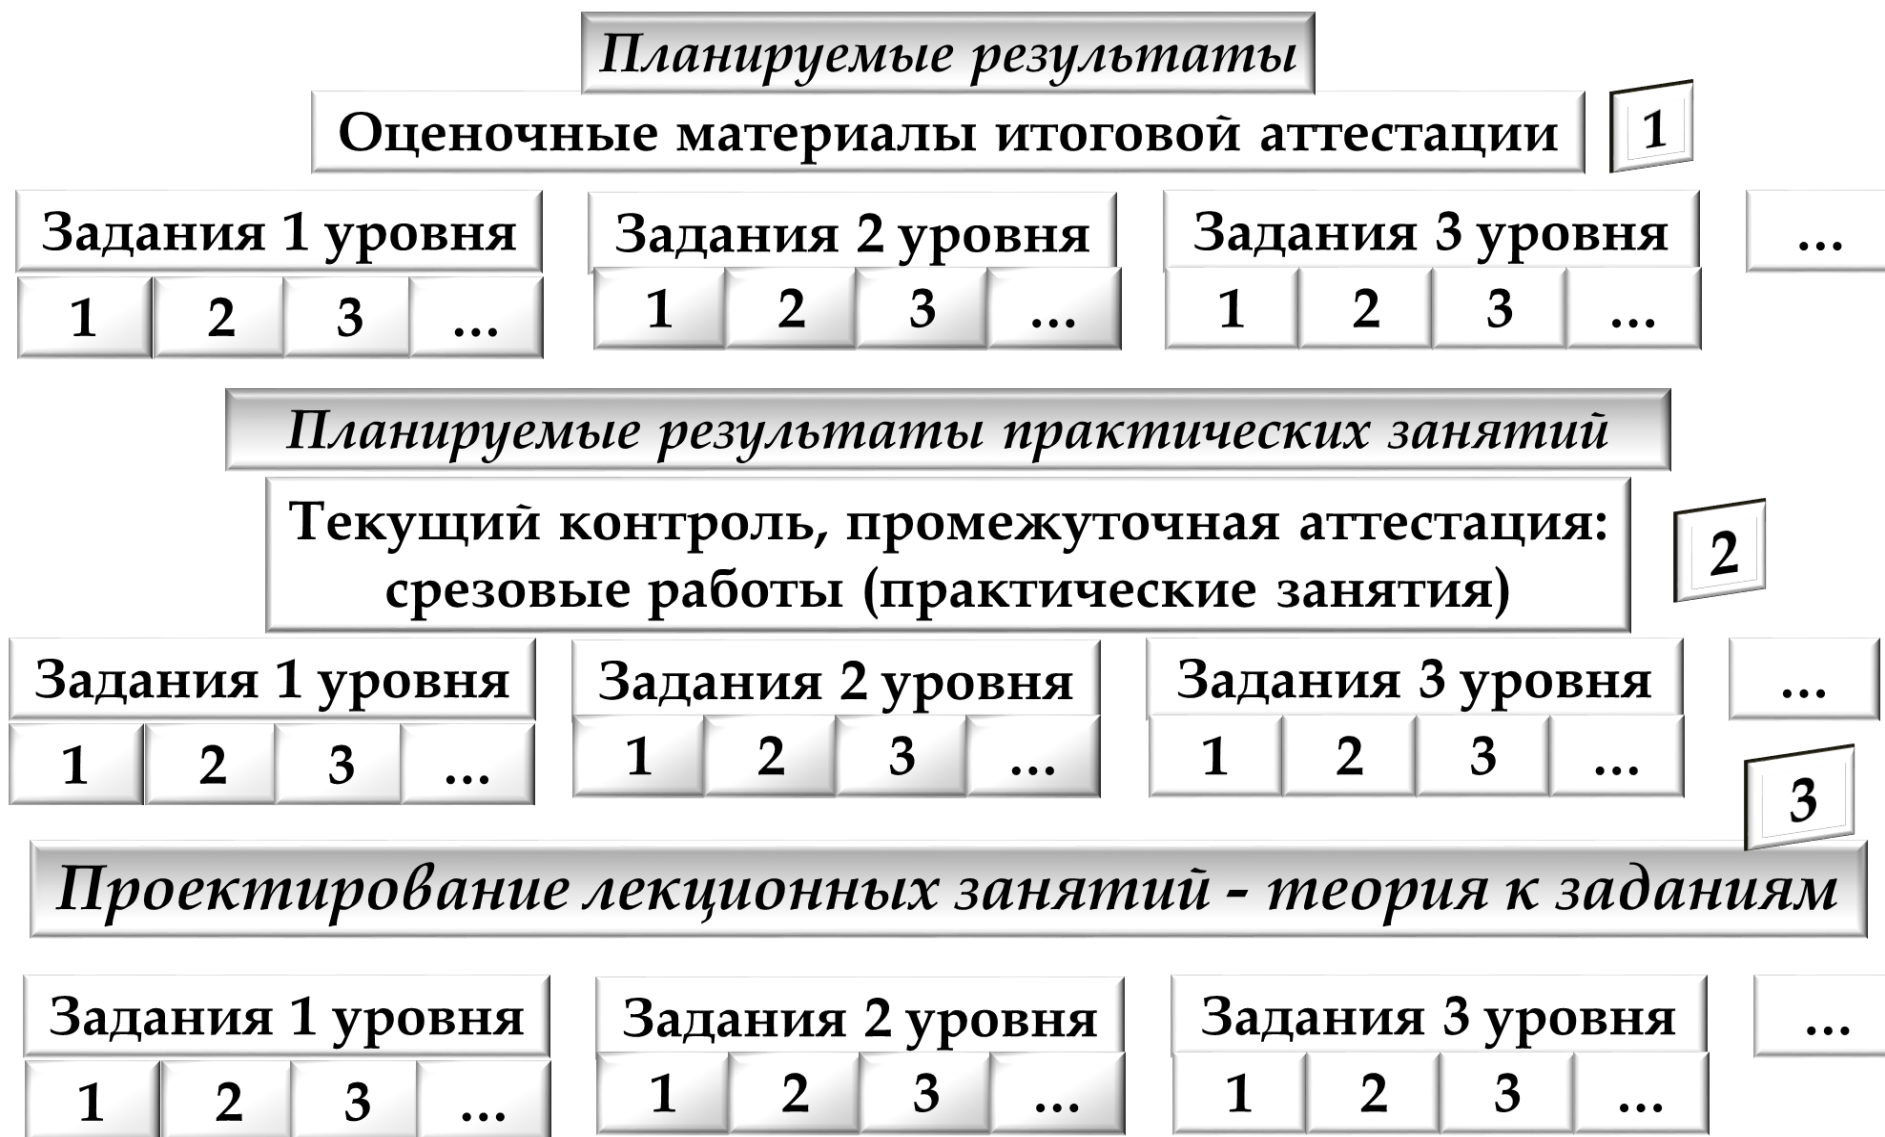 Планируемые результаты
Оценочные материалы итоговой аттестации
1
Задания 1 уровня
Задания 2 уровня
Задания 3 уровня
...
1 2 3 ...
1 2 3 ...
1 2 3 ...
Планируемые результаты практических занятий
Текущий контроль, промежуточная аттестация:
срезовые работы (практические занятия)
2
Задания 1 уровня
Задания 2 уровня
Задания 3 уровня
...
1 2 3 ...
1 2 3 ...
1 2 3 ...
3
Проектирование лекционных занятий - теория к заданиям
Задания 1 уровня
Задания 2 уровня
Задания 3 уровня
...
1 2 3 ...
1 2 3 ...
1 2 3 ...